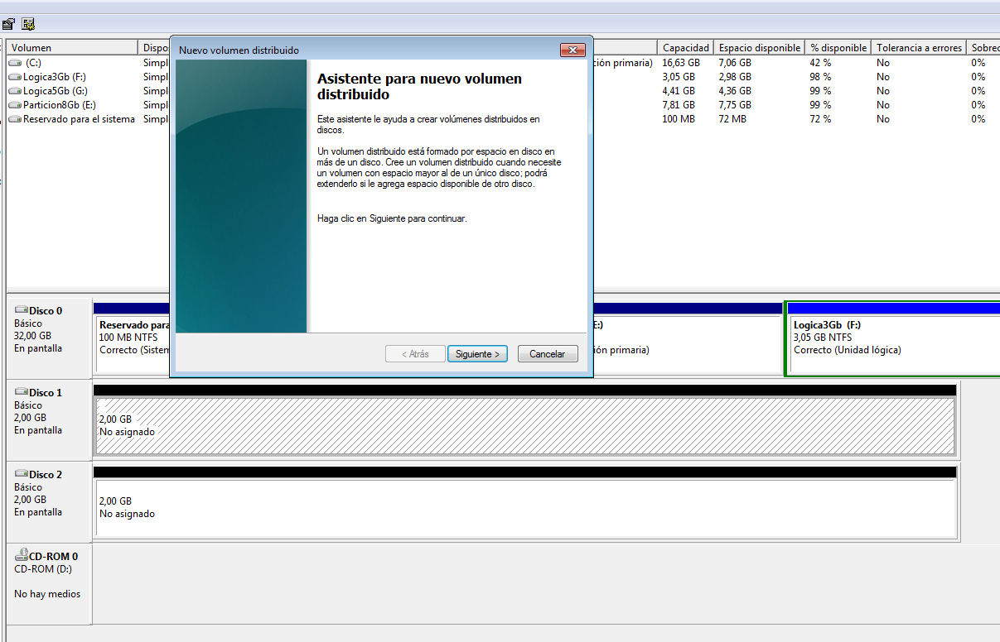 Volumen Dispo Capacidad Espacio disponible % disponible Tolerancia a errores Sobrec
(C:) Simpl ción primaria) 16,63 GB 7,06 GB 42 % No 0%
Logica3Gb (F:) Simpl 3,05 GB 2,98 GB 98 % No 0%
Logica5Gb (G:) Simpl 4,41 GB 4,36 GB 99 % No 0%
Particion8Gb (E:) Simpl 7,81 GB 7,75 GB 99 % No 0%
Reservado para el sistema Simpl 100 MB 72 MB 72 % No 0%
Nuevo volumen distribuido
Asistente para nuevo volumen
distribuido
Este asistente le ayuda a crear volúmenes distribuidos en
discos.
Un volumen distribuido está formado por espacio en disco en
más de un disco. Cree un volumen distribuido cuando necesite
un volumen con espacio mayor al de un único disco; podrá
extenderlo si le agrega espacio disponible de otro disco.
Haga clic en Siguiente para continuar.
< Atrás Siguiente > Cancelar
Disco 0
Básico
32,00 GB
En pantalla
Reservado para
100 MB NTFS
Correcto (Sistem
E:)
ión primaria)
Logica3Gb (F:)
3,05 GB NTFS
Correcto (Unidad lógica)
Disco 1
Básico
2,00 GB
En pantalla
2,00 GB
No asignado
Disco 2
Básico
2,00 GB
En pantalla
2,00 GB
No asignado
CD-ROM 0
CD-ROM (D:)
No hay medios